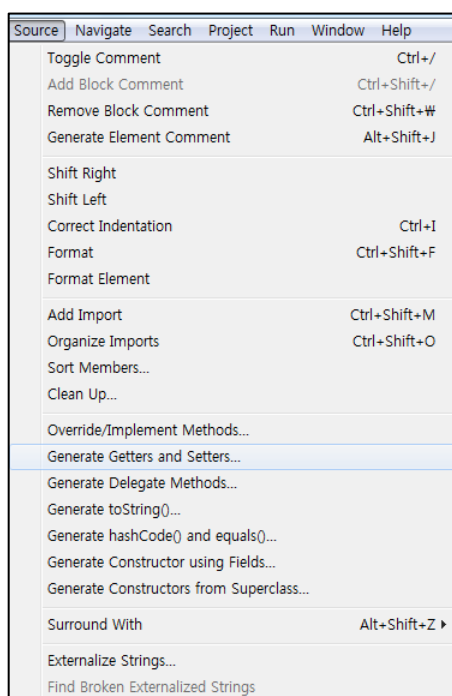 Source Navigate Search Project Run Window Help
Toggle Comment Ctrl+/
Add Block Comment Ctrl+Shift+/
Remove Block Comment Ctrl+Shift+₩
Generate Element Comment Alt+Shift+J
Shift Right
Shift Left
Correct Indentation Ctrl+I
Format Ctrl+Shift+F
Format Element
Add Import Ctrl+Shift+M
Organize Imports Ctrl+Shift+O
Sort Members...
Clean Up...
Override/Implement Methods...
Generate Getters and Setters...
Generate Delegate Methods...
Generate toString()...
Generate hashCode() and equals()...
Generate Constructor using Fields...
Generate Constructors from Superclass...
Surround With Alt+Shift+Z
Externalize Strings...
Find Broken Externalized Strings